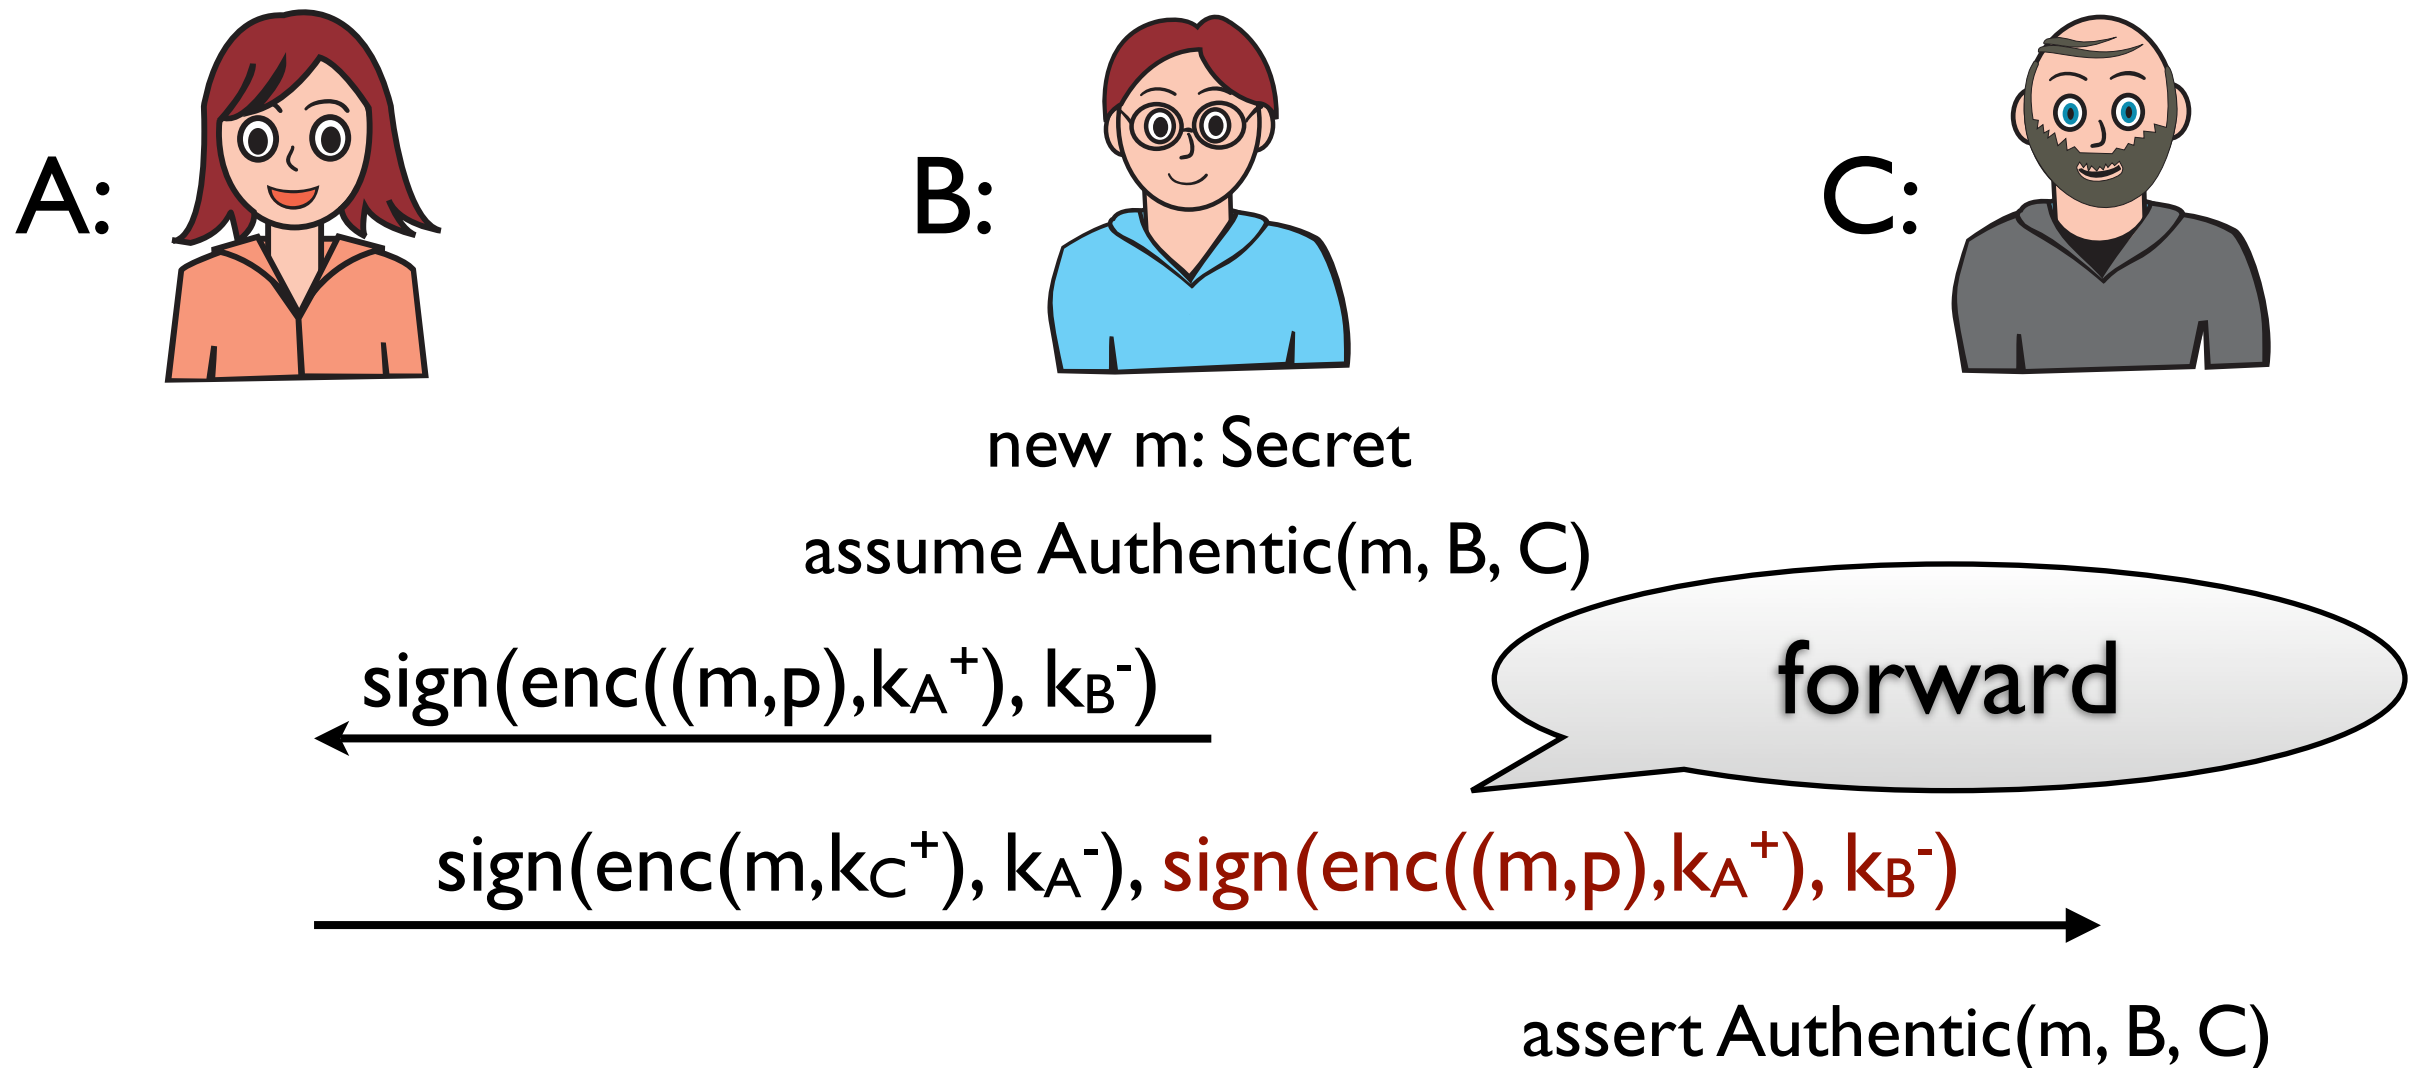 A:
B:
C:
new m: Secret
assume Authentic(m, B, C)
forward
sign(enc((m,p),kA+), kB-)
sign(enc(m,kC+), kA-), sign(enc((m,p),kA+), kB-)
assert Authentic(m, B, C)